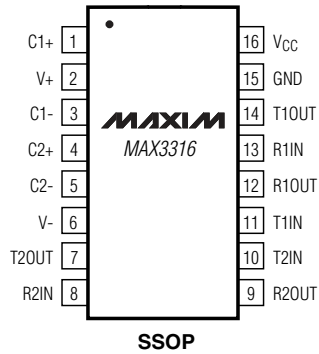 C1+ 1 16 VCC
V+ 2 15 GND
C1- 3 14 T1OUT
MAXIM
C2+ 4 MAX3316 13 R1IN
C2- 5 12 R1OUT
V- 6 11 T1IN
T2OUT 7 10 T2IN
R2IN 8 9 R2OUT
SSOP